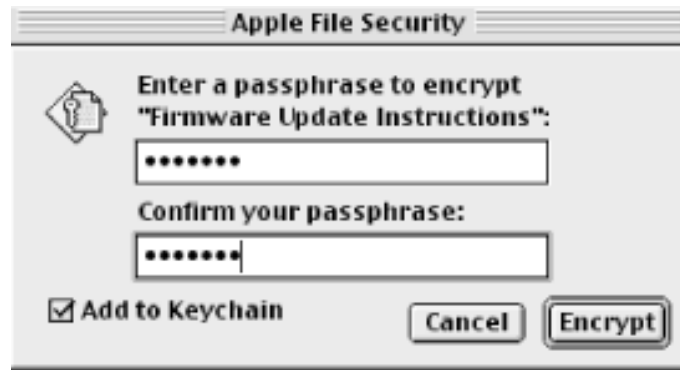 Apple File Security
Enter a passphrase to encrypt
"Firmware Update Instructions":
•••••••
Confirm your passphrase:
•••••••
Add to Keychain
Cancel
Encrypt